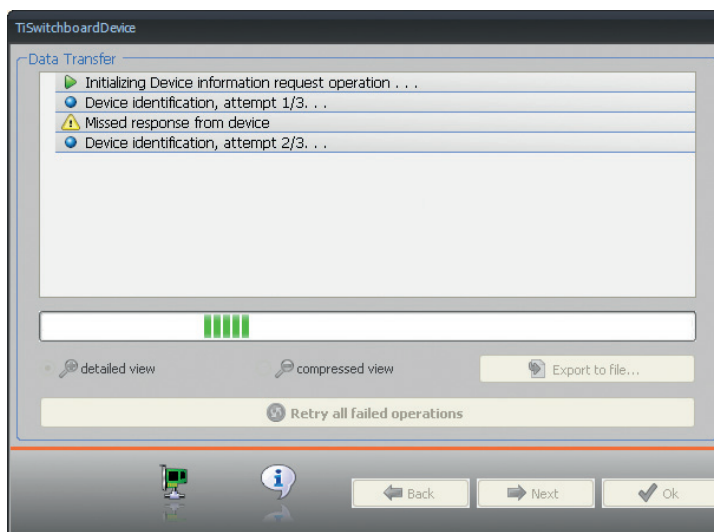 TiSwitchboardDevice
Data Transfer
Initializing Device information request operation . . .
Device identification, attempt 1/3. . .
Missed response from device
Device identification, attempt 2/3. . .
detailed view
compressed view
Export to file...
Retry all failed operations
Back
Next
Ok